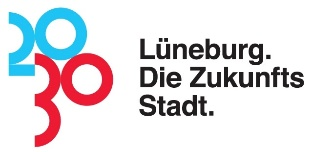 2030
Lüneburg.
Die Zukunfts
Stadt.